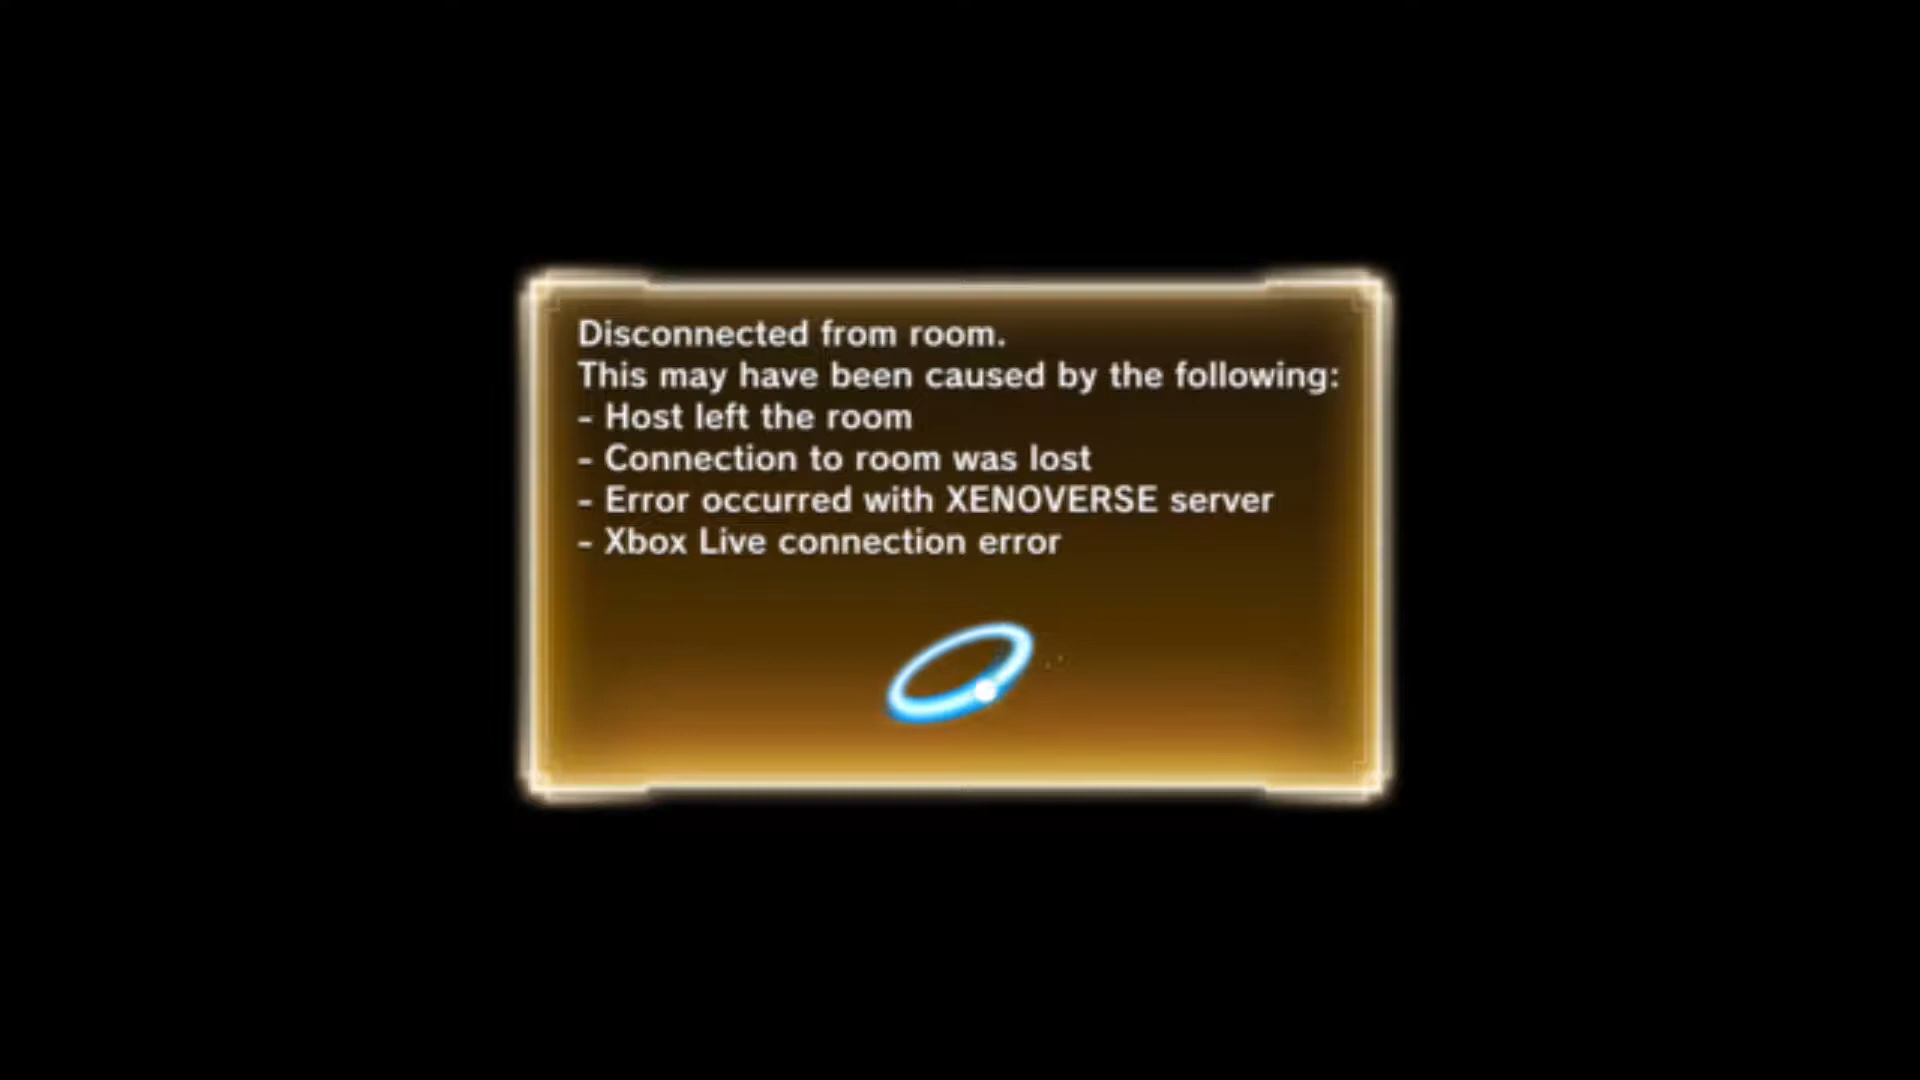 Disconnected from room.
This may have been caused by the following:
- Host left the room
- Connection to room was lost
- Error occurred with XENOVERSE server
- Xbox Live connection error